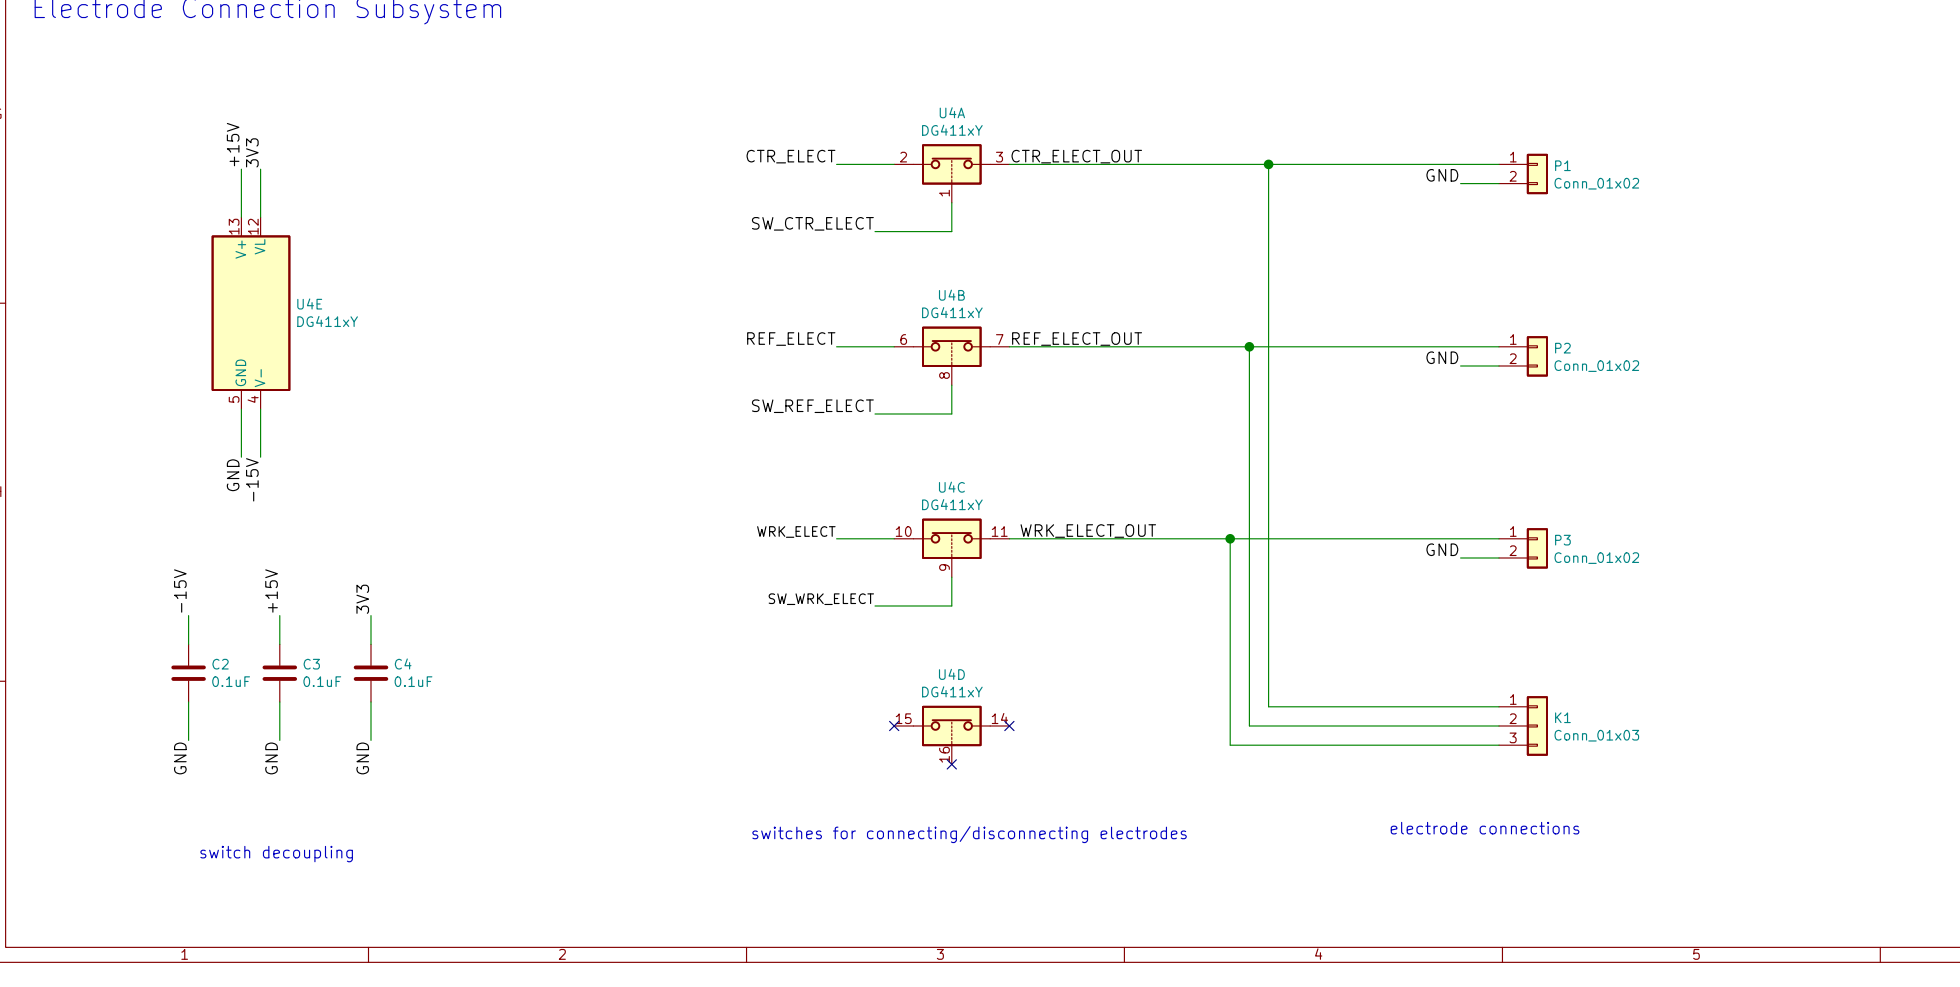 Electrode Connection Subsystem
+15V
3V3
13
12
V+
VL
U4E
DG411xY
GND
V-
5
4
GND
-15V
-15V
+15V
3V3
C2
0.1uF
C3
0.1uF
C4
0.1uF
GND
GND
GND
switch decoupling
U4A
DG411xY
CTR_ELECT
2
3
CTR_ELECT_OUT
1
SW_CTR_ELECT
U4B
DG411xY
REF_ELECT
6
7
REF_ELECT_OUT
8
SW_REF_ELECT
U4C
DG411xY
WRK_ELECT
10
11
WRK_ELECT_OUT
9
SW_WRK_ELECT
U4D
DG411xY
15
14
16
switches for connecting/disconnecting electrodes
1
GND
2
P1
Conn_01x02
1
GND
2
P2
Conn_01x02
1
GND
2
P3
Conn_01x02
1
2
3
K1
Conn_01x03
electrode connections
1
2
3
4
5